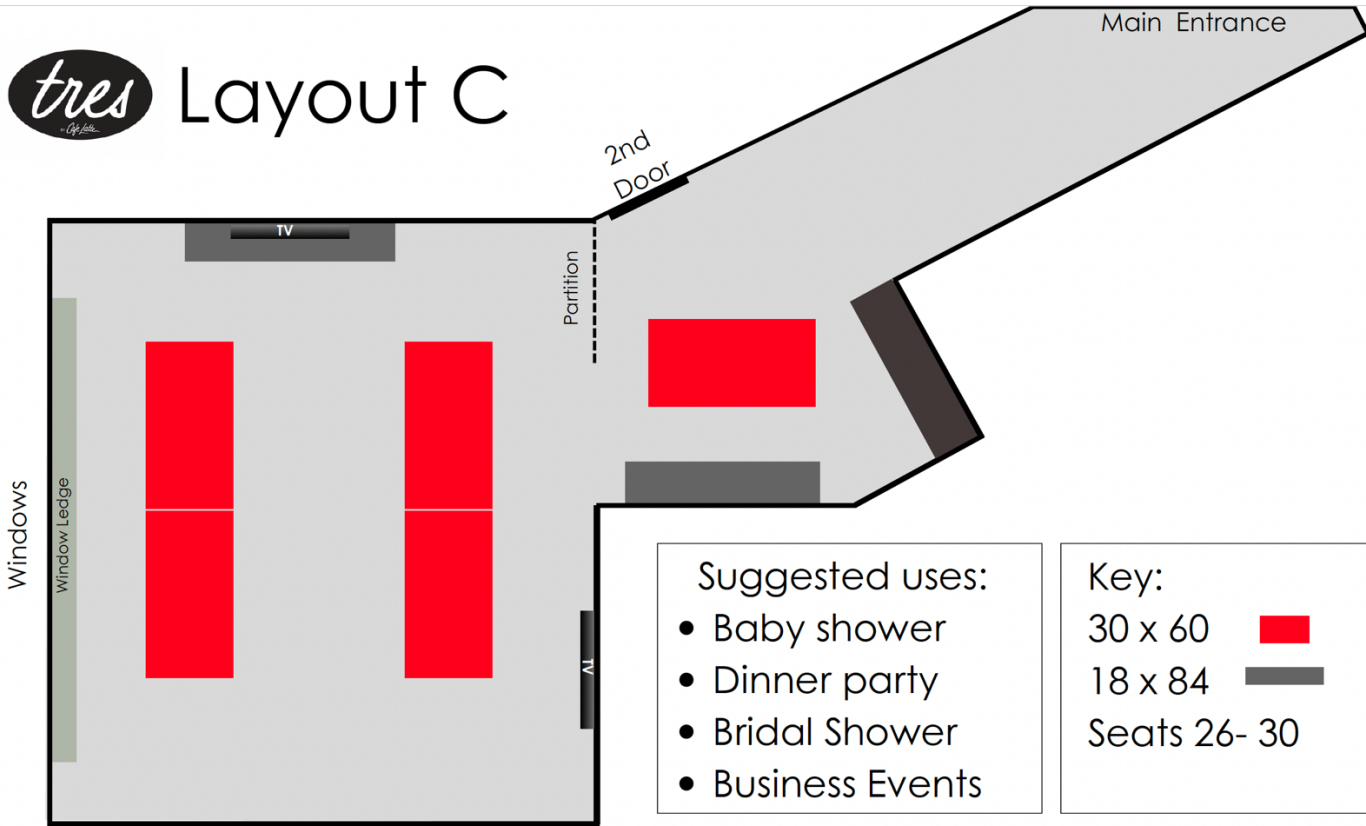 Main Entrance
tres
by Cafe Latte
Layout C
2nd
Door
TV
Partition
Windows
Window Ledge
TV
Suggested uses:
• Baby shower
• Dinner party
• Bridal Shower
• Business Events
Key:
30 x 60
18 x 84
Seats 26- 30